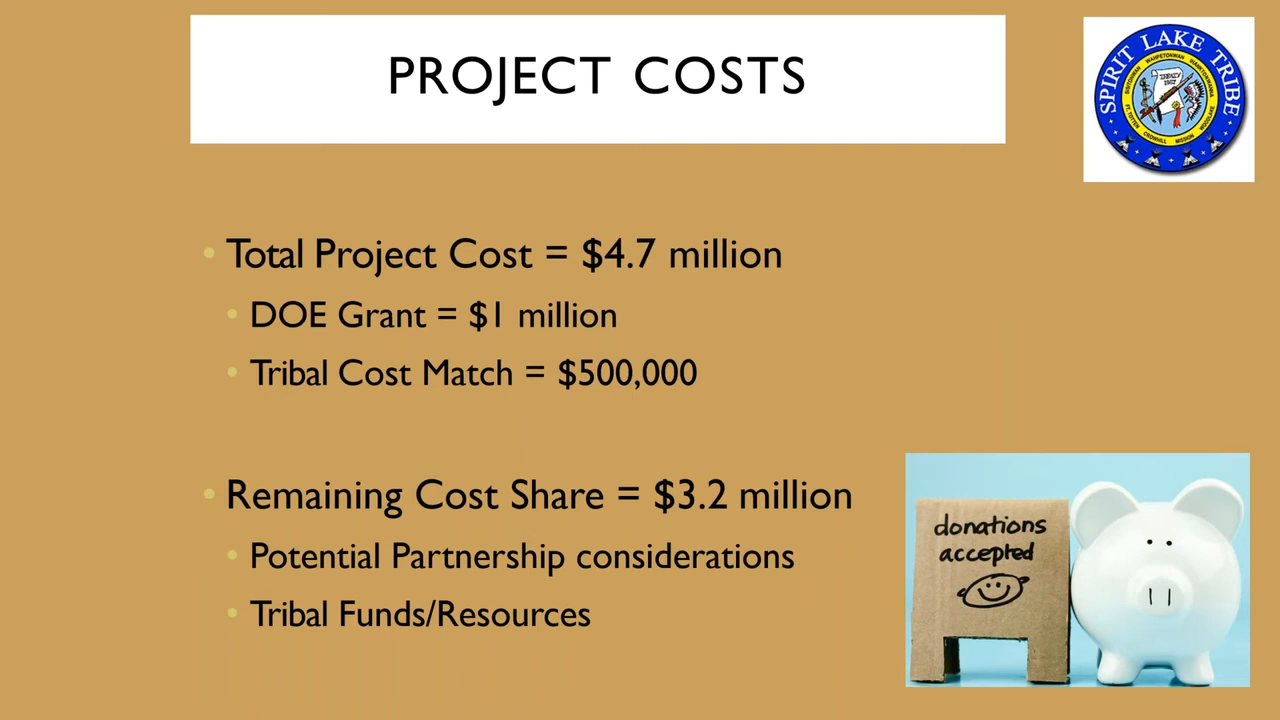 PROJECT COSTS
SPIRIT LAKE TRIBE
• Total Project Cost = $4.7 million
• DOE Grant = $1 million
• Tribal Cost Match = $500,000
• Remaining Cost Share = $3.2 million
• Potential Partnership considerations
• Tribal Funds/Resources
donations
accepted